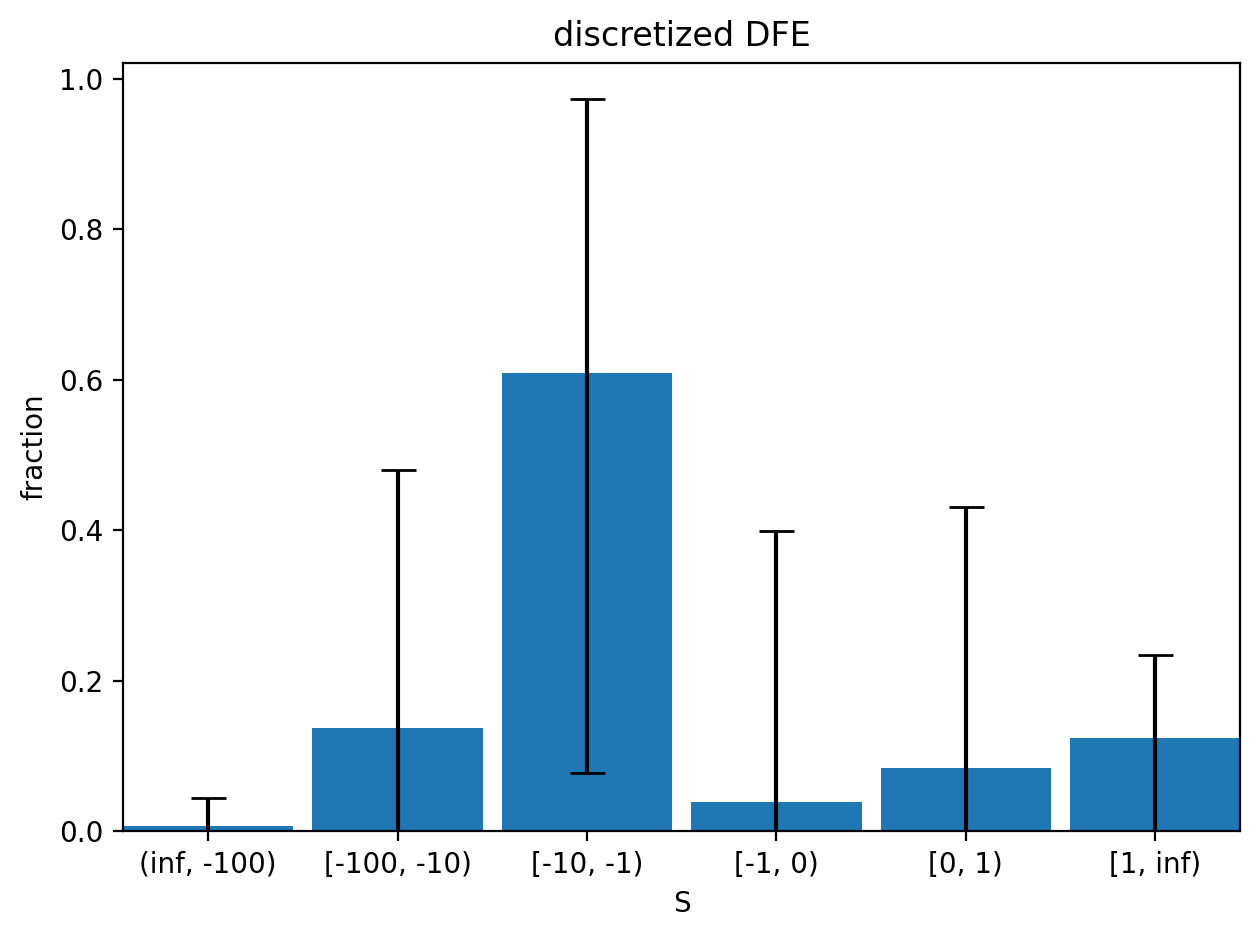 discretized DFE
1.0
0.8
0.6
0.4
0.2
0.0
fraction
(inf, -100) [-100, -10) [-10, -1) [-1, 0) [0, 1) [1, inf)
S